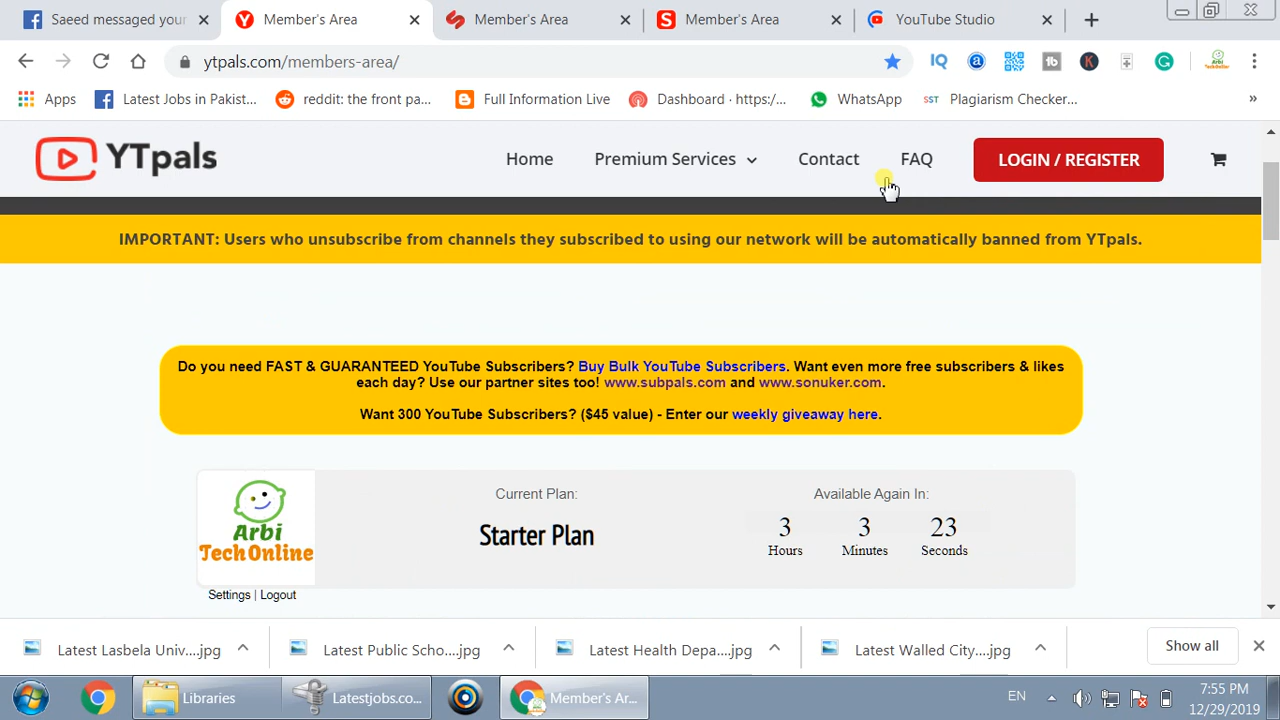 Saeed messaged your
Member's Area
Member's Area
Member's Area
YouTube Studio
ytpals.com/members-area/
Apps
Latest Jobs in Pakist...
reddit: the front pa...
Full Information Live
Dashboard · https:/...
WhatsApp
Plagiarism Checker...
YTpals
Home
Premium Services
Contact
FAQ
LOGIN / REGISTER
IMPORTANT: Users who unsubscribe from channels they subscribed to using our network will be automatically banned from YTpals.
Do you need FAST & GUARANTEED YouTube Subscribers? Buy Bulk YouTube Subscribers. Want even more free subscribers & likes
each day? Use our partner sites too! www.subpals.com and www.sonuker.com.
Want 300 YouTube Subscribers? ($45 value) - Enter our weekly giveaway here.
Arbi
TechOnline
Settings | Logout
Current Plan:
Starter Plan
Available Again In:
3 3 23
Hours Minutes Seconds
Latest Lasbela Univ....jpg
Latest Public Scho....jpg
Latest Health Depa....jpg
Latest Walled City....jpg
Show all
Libraries
Latestjobs.co...
Member's Ar...
EN
7:55 PM
12/29/2019